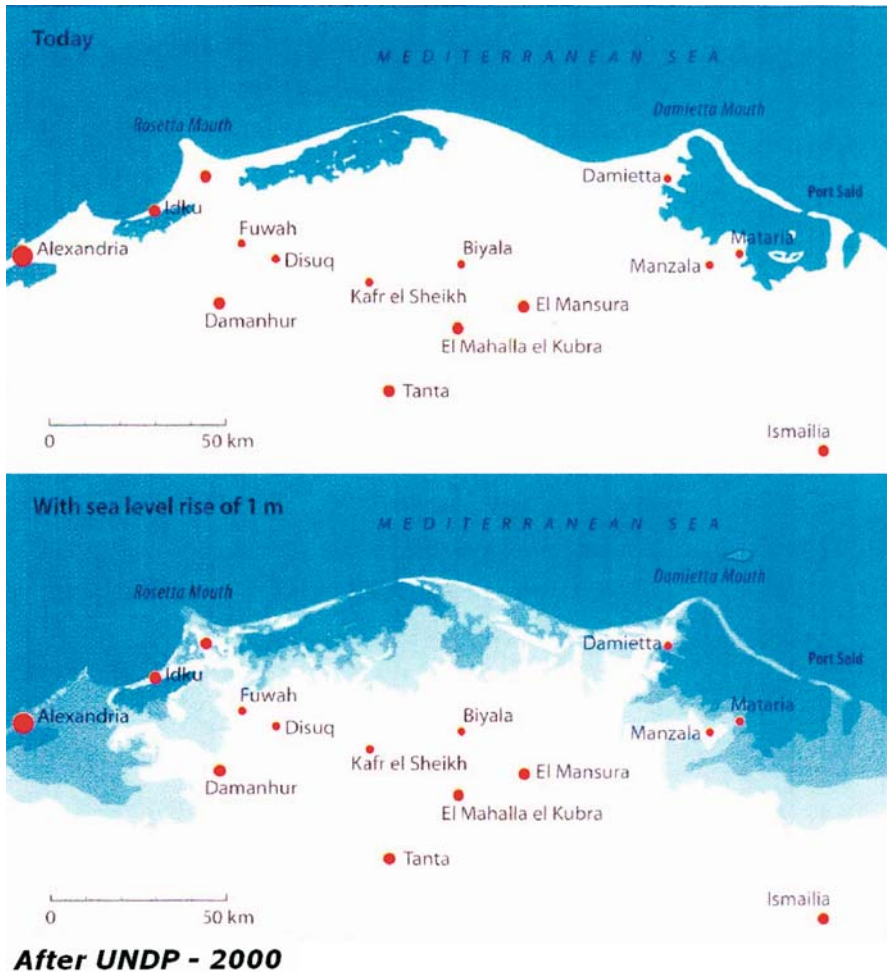 Today
MEDITERRANEAN SEA
Rosetta Mouth
Damietta Mouth
Damietta
Port Said
Idku
Alexandria
Fuwah
Disuq
Biyala
Mataria
Manzala
Kafr el Sheikh
Damanhur
El Mansura
El Mahalla el Kubra
Tanta
0 50 km
Ismailia
With sea level rise of 1 m
MEDITERRANEAN SEA
Rosetta Mouth
Damietta Mouth
Damietta
Port Said
Idku
Alexandria
Fuwah
Disuq
Biyala
Mataria
Manzala
Kafr el Sheikh
Damanhur
El Mansura
El Mahalla el Kubra
Tanta
0 50 km
Ismailia
After UNDP - 2000